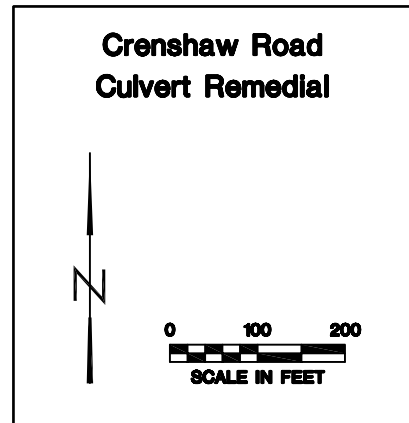 Crenshaw Road
Culvert Remedial
N
0 100 200
SCALE IN FEET